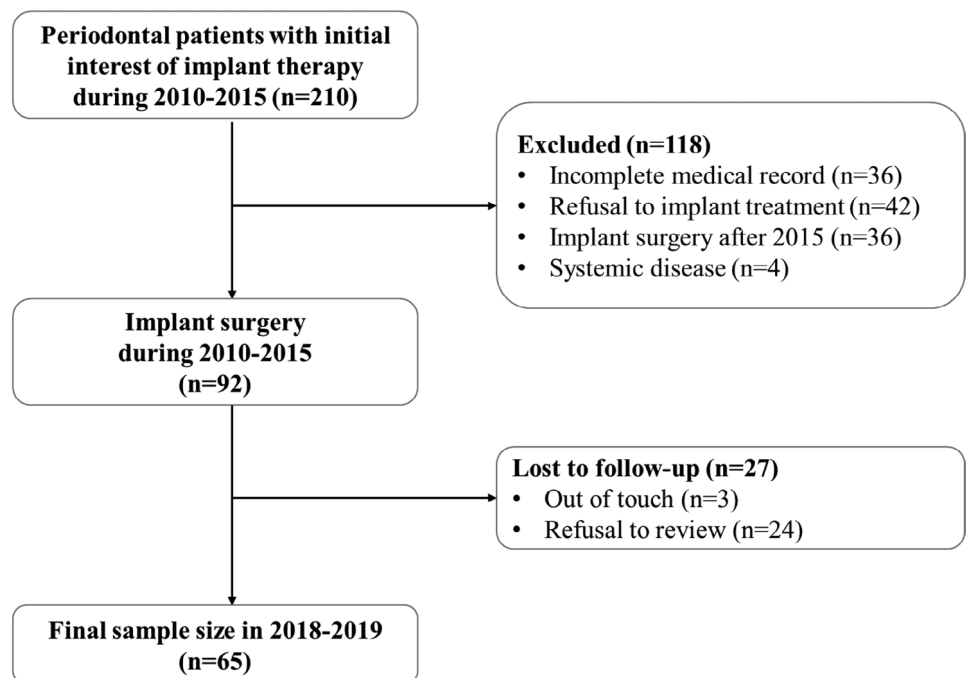 Periodontal patients with initial
interest of implant therapy
during 2010-2015 (n=210)
Excluded (n=118)
• Incomplete medical record (n=36)
• Refusal to implant treatment (n=42)
• Implant surgery after 2015 (n=36)
• Systemic disease (n=4)
Implant surgery
during 2010-2015
(n=92)
Lost to follow-up (n=27)
• Out of touch (n=3)
• Refusal to review (n=24)
Final sample size in 2018-2019
(n=65)